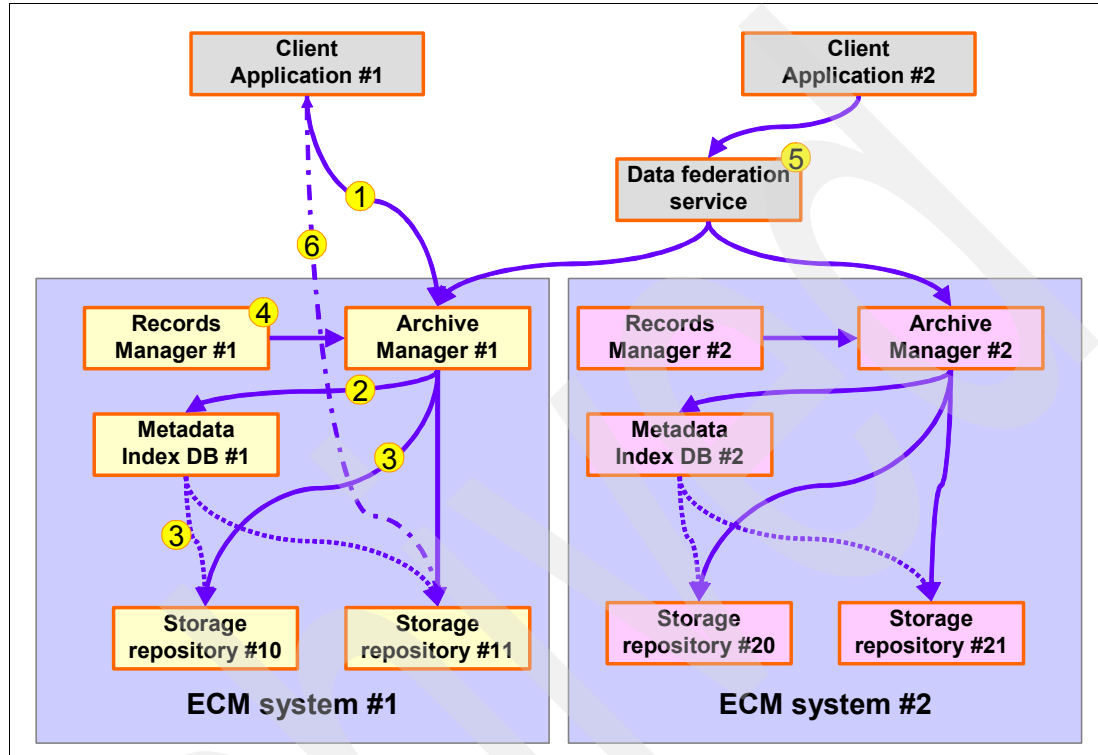 Client
Application #1
Client
Application #2
5
Data federation
service
1
6
Records
Manager #1
4
Archive
Manager #1
Records
Manager #2
Archive
Manager #2
2
Metadata
Index DB #1
3
Metadata
Index DB #2
3
Storage
repository #10
Storage
repository #11
Storage
repository #20
Storage
repository #21
ECM system #1
ECM system #2